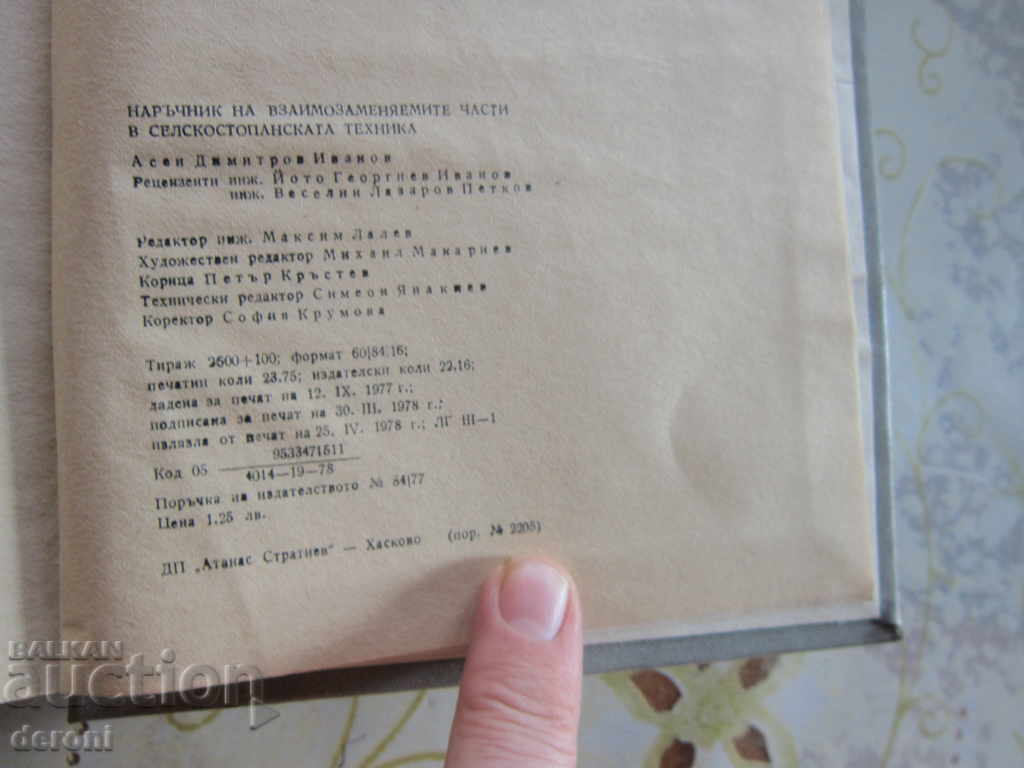 НАРЪЧНИК НА ВЗАИМОЗАМЕНЯЕМИТЕ ЧАСТИ
В СЕЛСКОСТОПАНСКАТА ТЕХНИКА
Асен Димитров Иванов
Рецензенти инж. Йото Георгиев Иванов
инж. Веселин Лазаров Петков
Редактор инж. Максим Лалев
Художествен редактор Михаил Макариев
Корица Петър Кръстев
Технически редактор Симеон Янакиев
Коректор София Крумова
Тираж 2500+100; формат 60|84|16;
печатни коли 23.75; издателски коли 22.16;
дадена за печат на 12. IX. 1977 г.;
подписана за печат на 30. III. 1978 г.;
излязла от печат на 25. IV. 1978 г.; ЛГ III—1
9533471511
Код 05
4014—19—78
Поръчка на издателството № 84|77
Цена 1.25 лв.
ДП „Атанас Стратиев" — Хасково (пор. № 2205)
BALKAN
auction
deroni